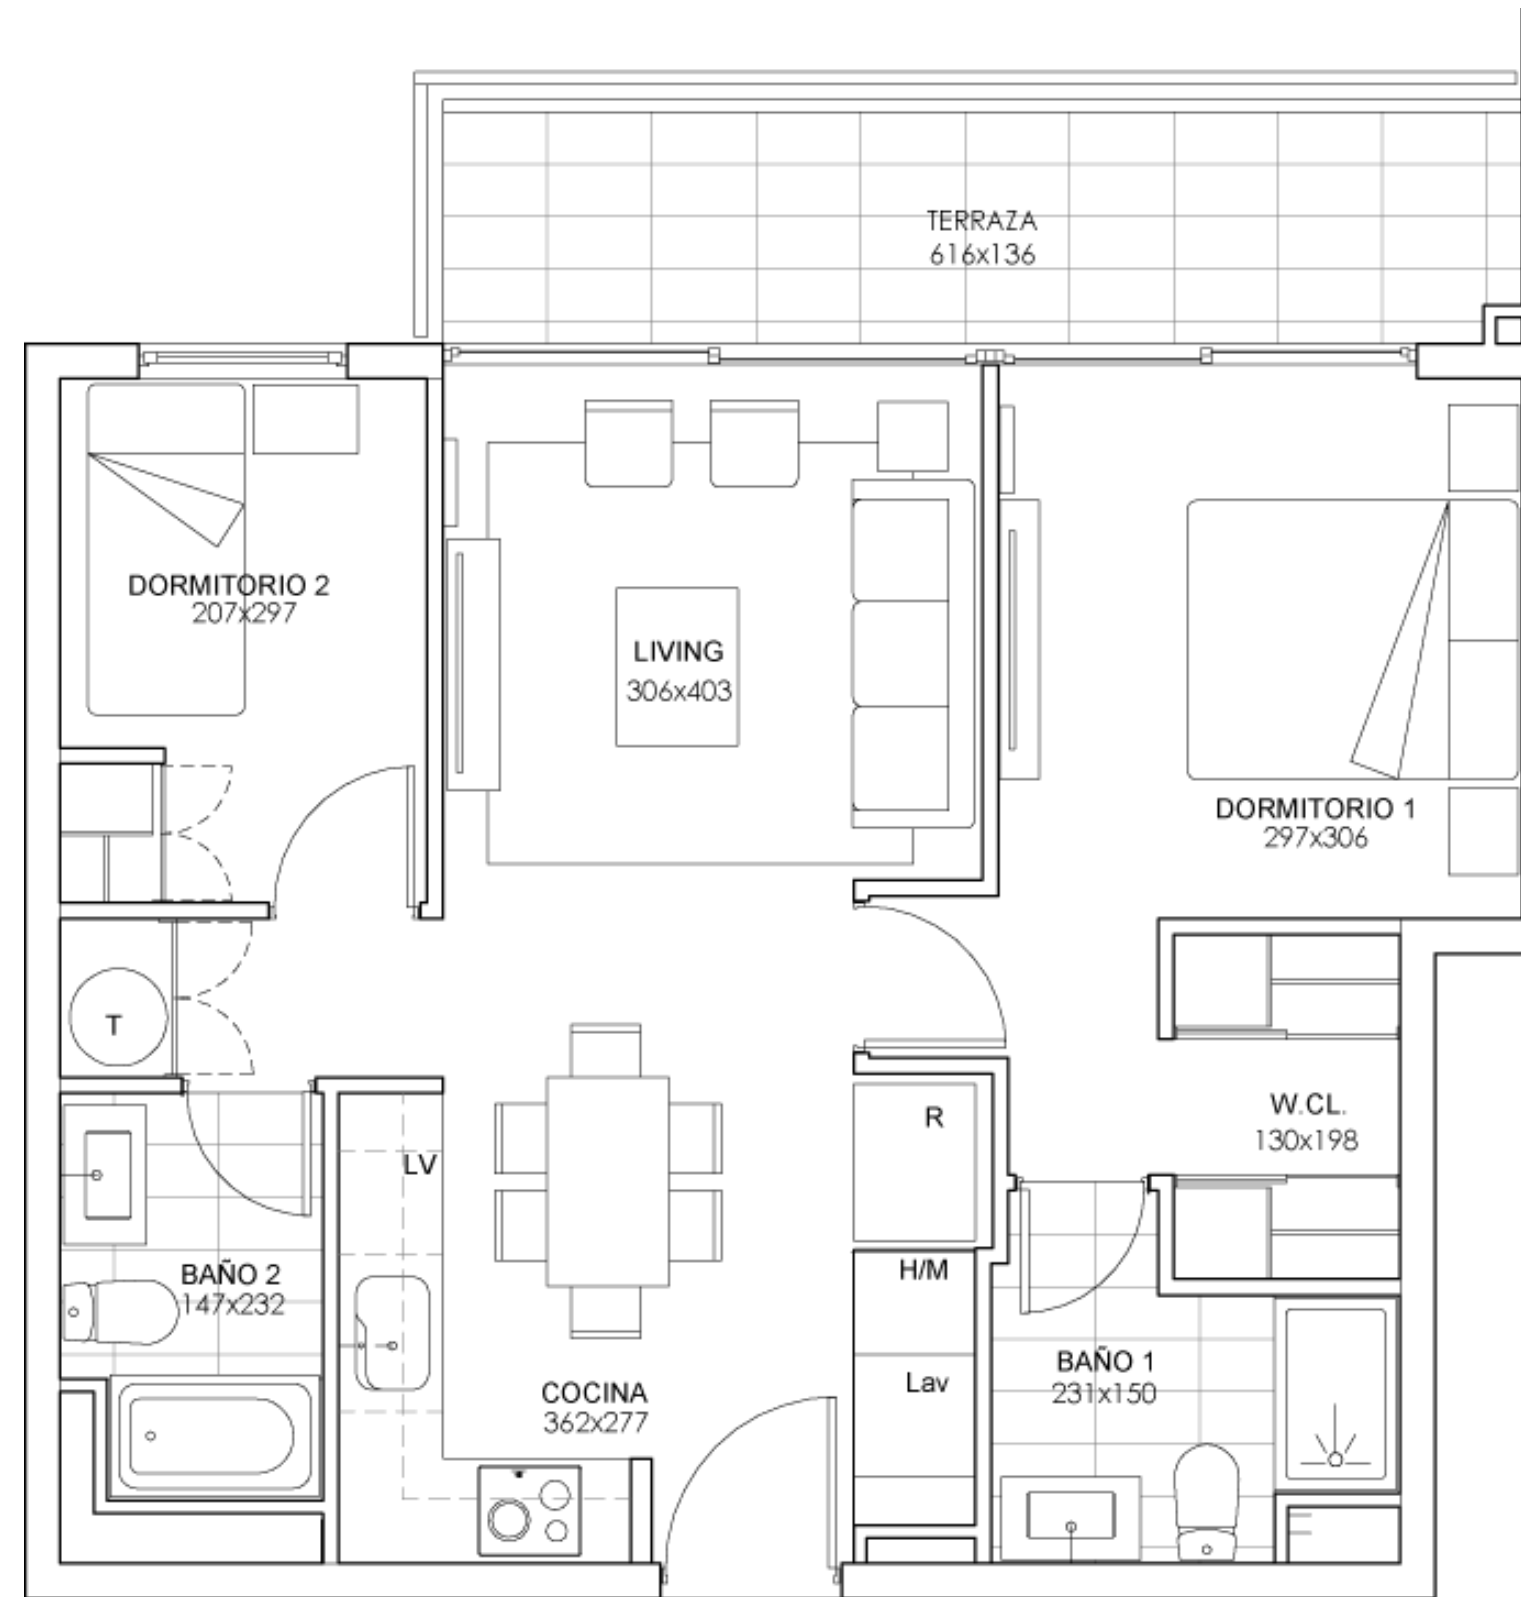 TERRAZA
616x136
DORMITORIO 2
207x297
LIVING
306x403
DORMITORIO 1
297x306
T
LV
R
W.CL.
130x198
BAÑO 2
147x232
H/M
BAÑO 1
231x150
Lav
COCINA
362x277